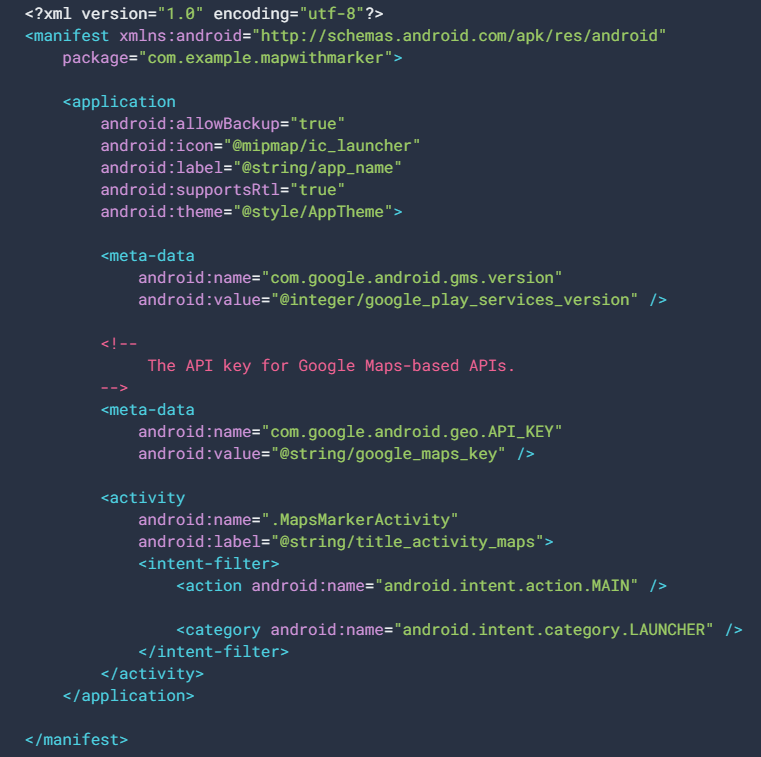 <?xml version="1.0" encoding="utf-8"?>
<manifest xmlns:android="http://schemas.android.com/apk/res/android"
    package="com.example.mapwithmarker">

    <application
        android:allowBackup="true"
        android:icon="@mipmap/ic_launcher"
        android:label="@string/app_name"
        android:supportsRtl="true"
        android:theme="@style/AppTheme">

        <meta-data
            android:name="com.google.android.gms.version"
            android:value="@integer/google_play_services_version" />

        <!--
             The API key for Google Maps-based APIs.
        -->
        <meta-data
            android:name="com.google.android.geo.API_KEY"
            android:value="@string/google_maps_key" />

        <activity
            android:name=".MapsMarkerActivity"
            android:label="@string/title_activity_maps">
            <intent-filter>
                <action android:name="android.intent.action.MAIN" />

                <category android:name="android.intent.category.LAUNCHER" />
            </intent-filter>
        </activity>
    </application>

</manifest>